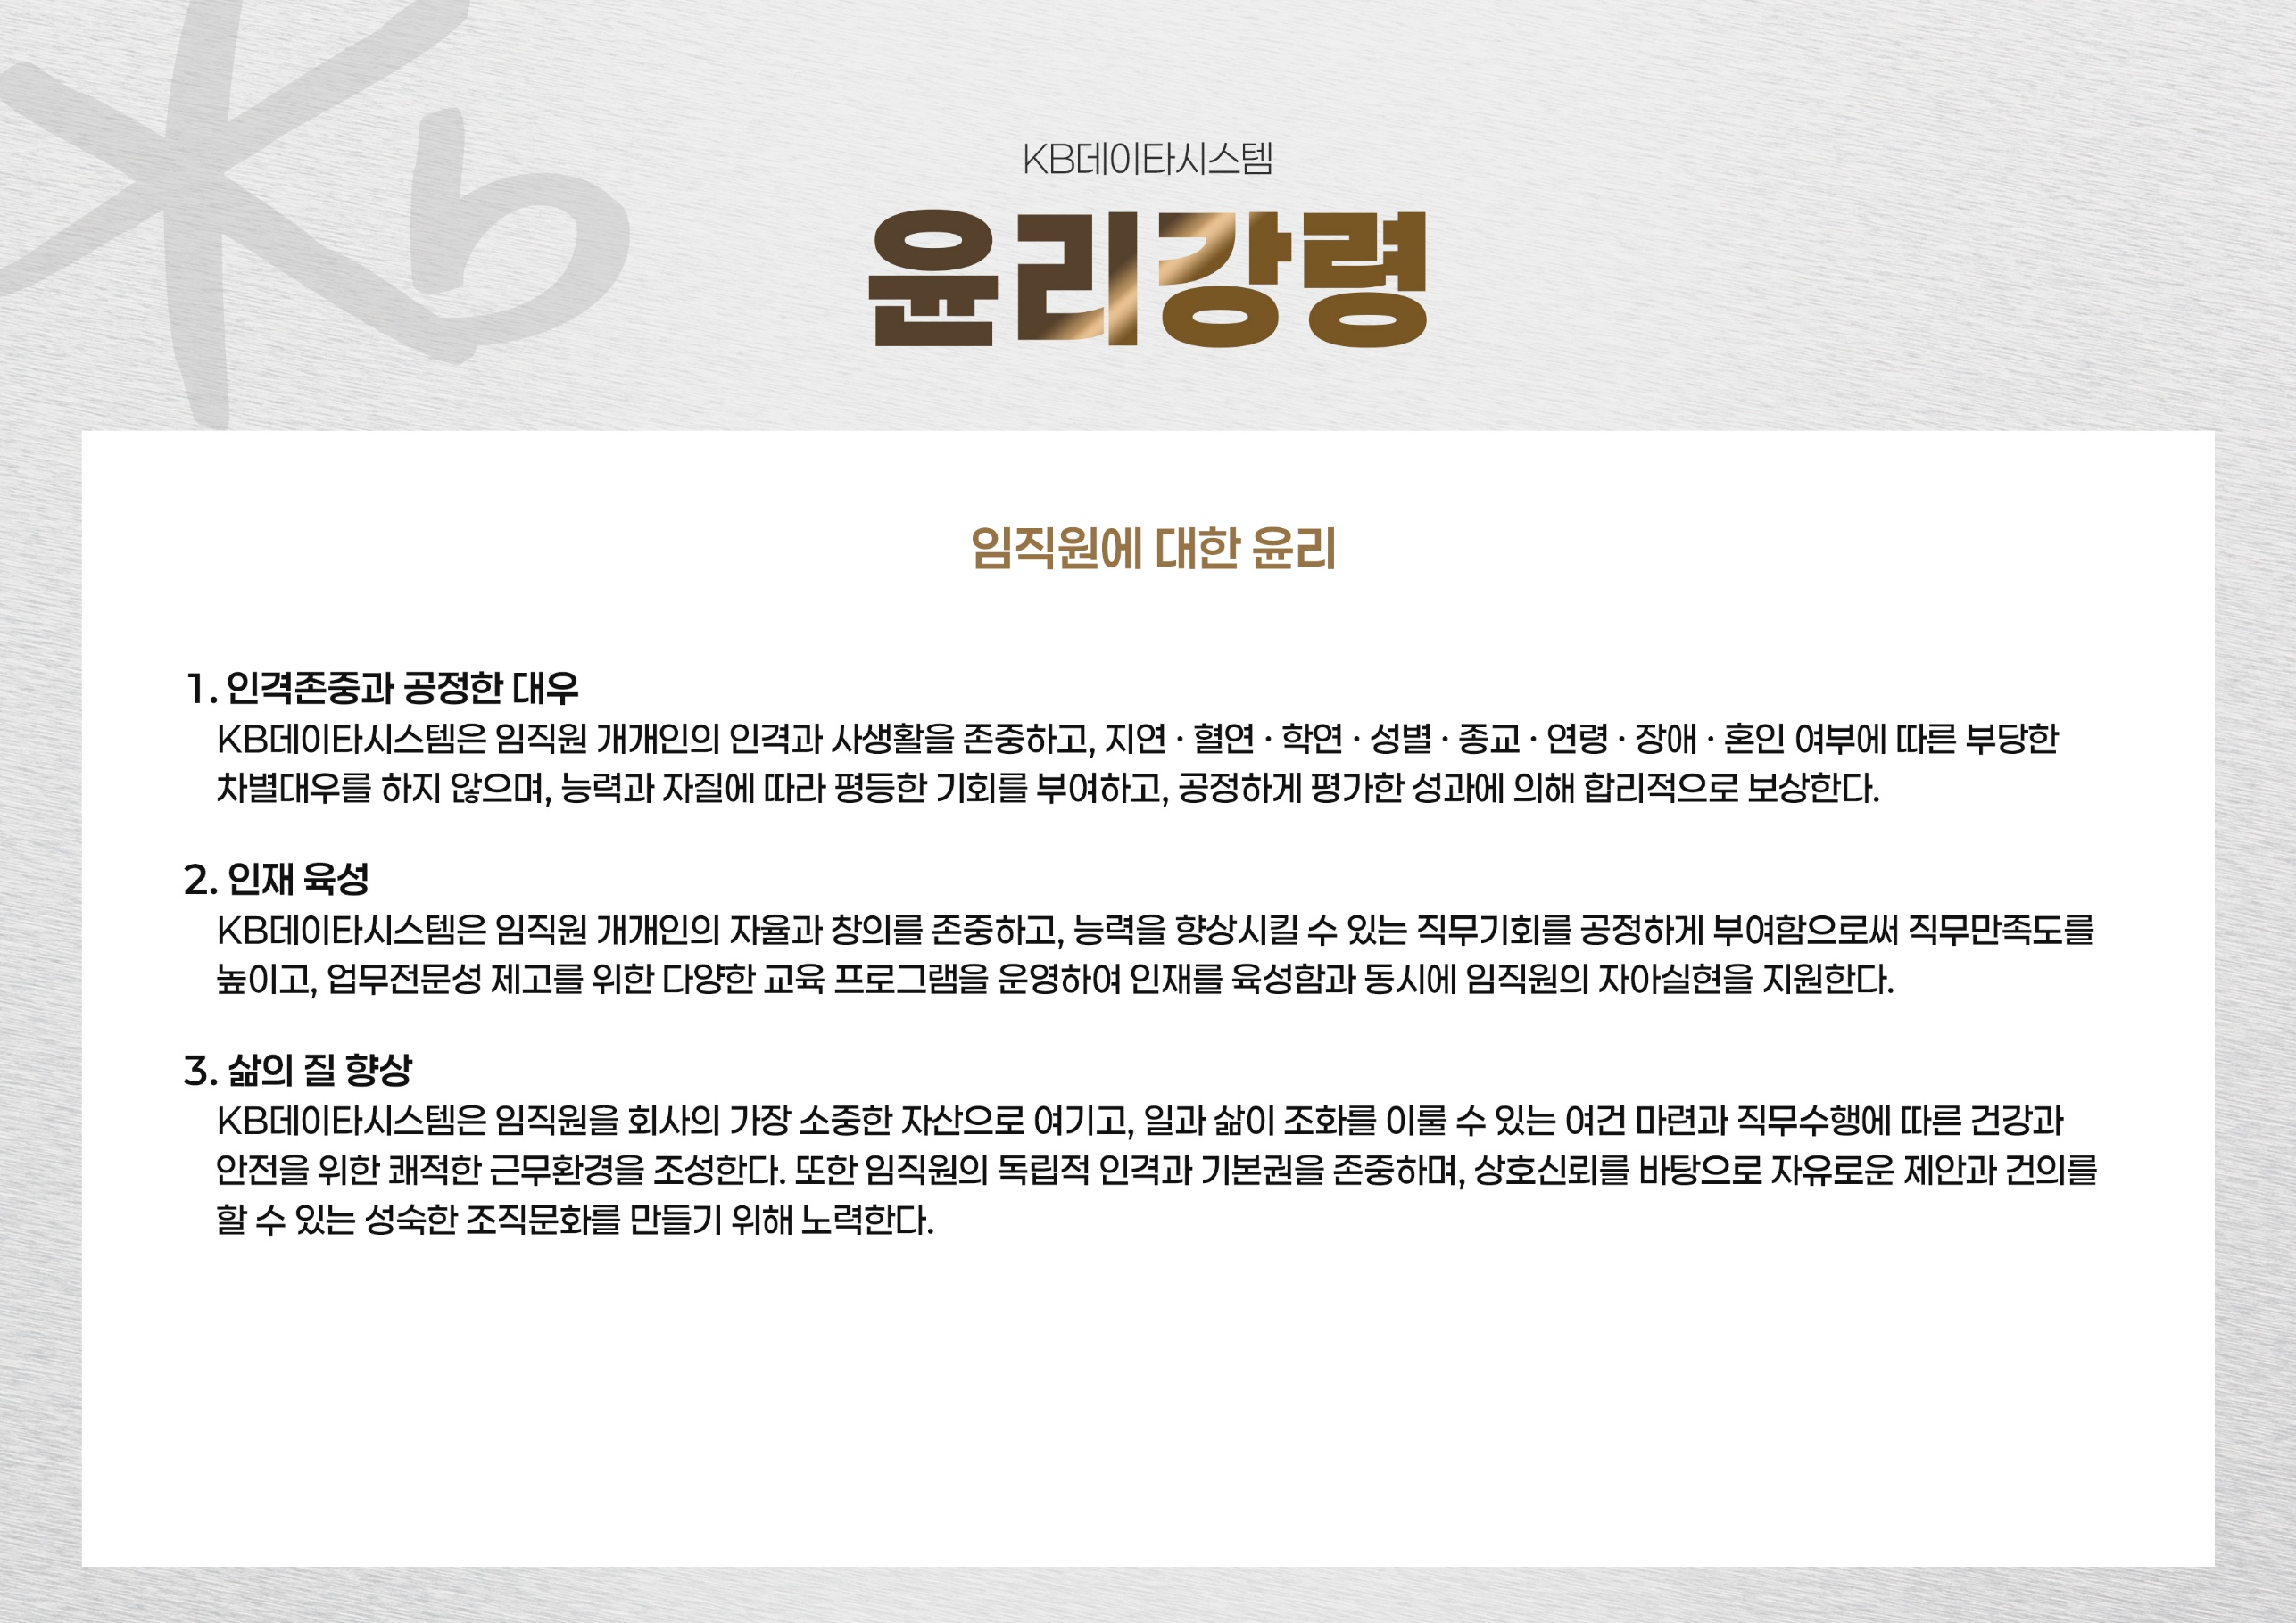 Kb
KB데이타시스템
윤리강령
임직원에 대한 윤리
1. 인격존중과 공정한 대우
KB데이타시스템은 임직원 개개인의 인격과 사생활을 존중하고, 지연 · 혈연 · 학연 · 성별 · 종교 · 연령 · 장애 · 혼인 여부에 따른 부당한
차별대우를 하지 않으며, 능력과 자질에 따라 평등한 기회를 부여하고, 공정하게 평가한 성과에 의해 합리적으로 보상한다.
2. 인재 육성
KB데이타시스템은 임직원 개개인의 자율과 창의를 존중하고, 능력을 향상시킬 수 있는 직무기회를 공정하게 부여함으로써 직무만족도를
높이고, 업무전문성 제고를 위한 다양한 교육 프로그램을 운영하여 인재를 육성함과 동시에 임직원의 자아실현을 지원한다.
3. 삶의 질 향상
KB데이타시스템은 임직원을 회사의 가장 소중한 자산으로 여기고, 일과 삶이 조화를 이룰 수 있는 여건 마련과 직무수행에 따른 건강과
안전을 위한 쾌적한 근무환경을 조성한다. 또한 임직원의 독립적 인격과 기본권을 존중하며, 상호신뢰를 바탕으로 자유로운 제안과 건의를
할 수 있는 성숙한 조직문화를 만들기 위해 노력한다.